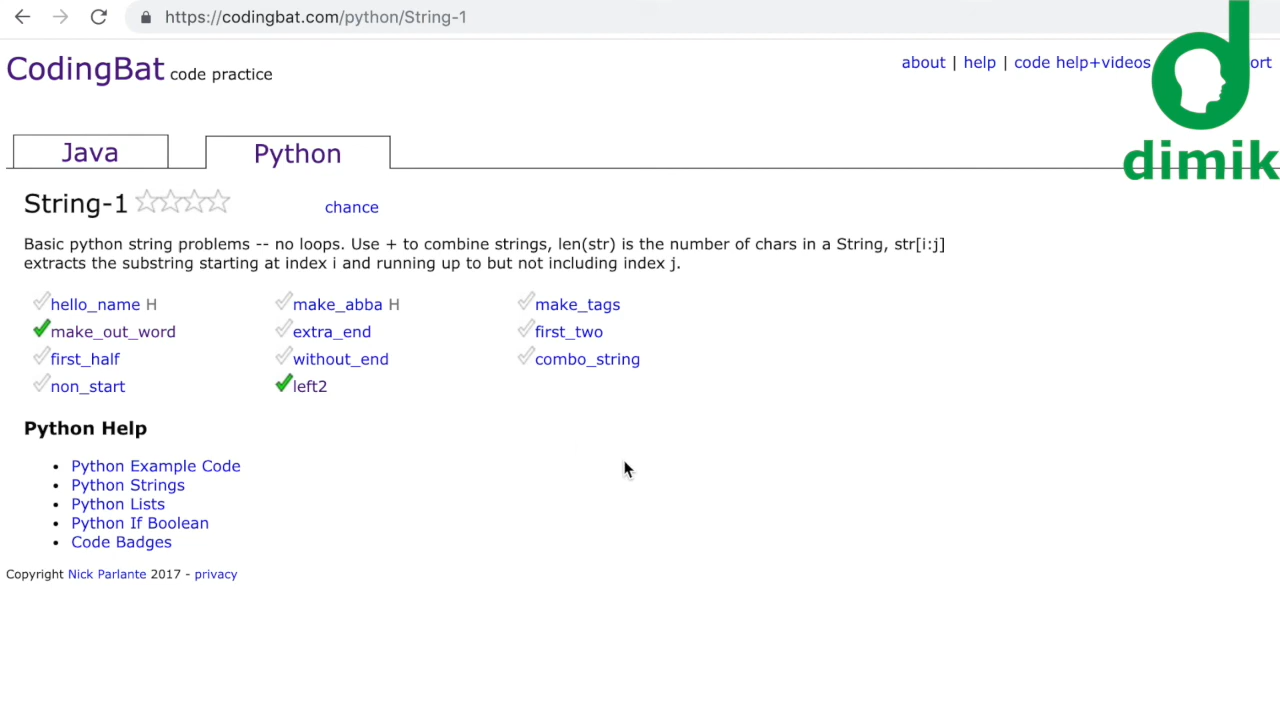 https://codingbat.com/python/String-1
CodingBat code practice
about | help | code help+videos
ort
dimik
Java
Python
String-1
chance
Basic python string problems -- no loops. Use + to combine strings, len(str) is the number of chars in a String, str[i:j]
extracts the substring starting at index i and running up to but not including index j.
hello_name H make_abba H make_tags
make_out_word extra_end first_two
first_half without_end combo_string
non_start left2
Python Help
• Python Example Code
• Python Strings
• Python Lists
• Python If Boolean
• Code Badges
Copyright Nick Parlante 2017 - privacy